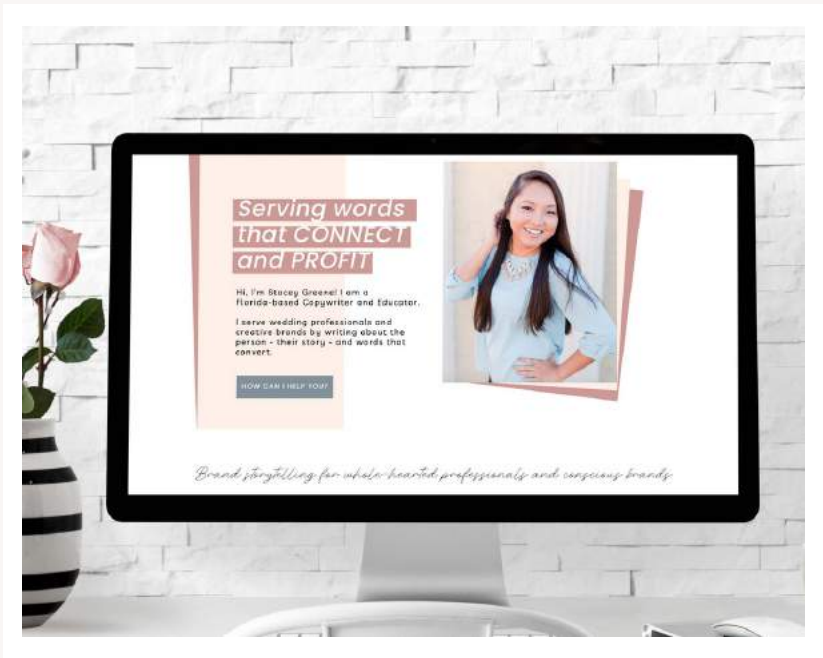 Serving words
that CONNECT
and PROFIT
Hi, I'm Stacey Greene! I am a
Florida-based Copywriter and Educator.
I serve wedding professionals and
creative brands by writing about the
person - their story - and words that
convert.
HOW CAN I HELP YOU?
Brand storytelling for whole-hearted professionals and conscious brands